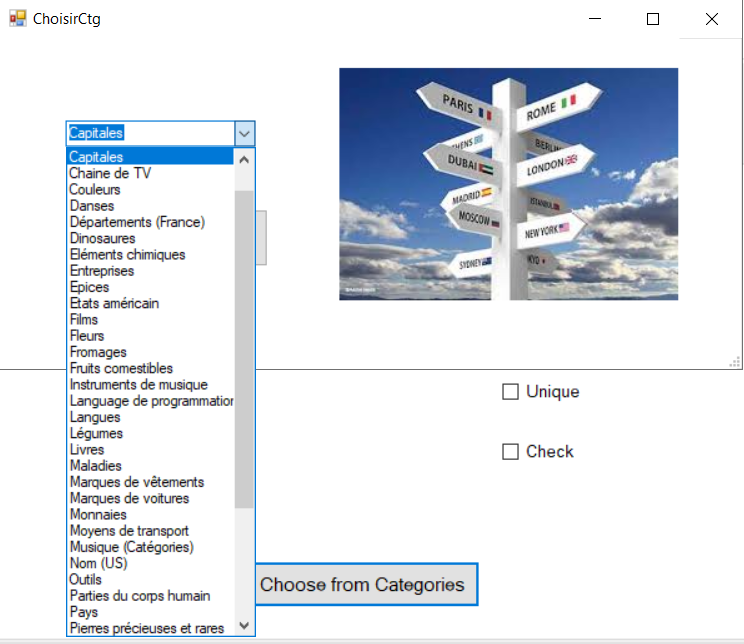 ChoisirCtg
Capitales
Capitales
Chaine de TV
Couleurs
Danses
Départements (France)
Dinosaures
Eléments chimiques
Entreprises
Epices
Etats américain
Films
Fleurs
Fromages
Fruits comestibles
Instruments de musique
Language de programmation
Langues
Légumes
Livres
Maladies
Marques de vêtements
Marques de voitures
Monnaies
Moyens de transport
Musique (Catégories)
Nom (US)
Outils
Parties du corps humain
Pays
Pierres précieuses et rares
PARIS
ROME
BERLIN
DUBAI
LONDON
MADRID
ISTANBUL
MOSCOW
NEW YORK
SYDNEY
Unique
Check
Choose from Categories